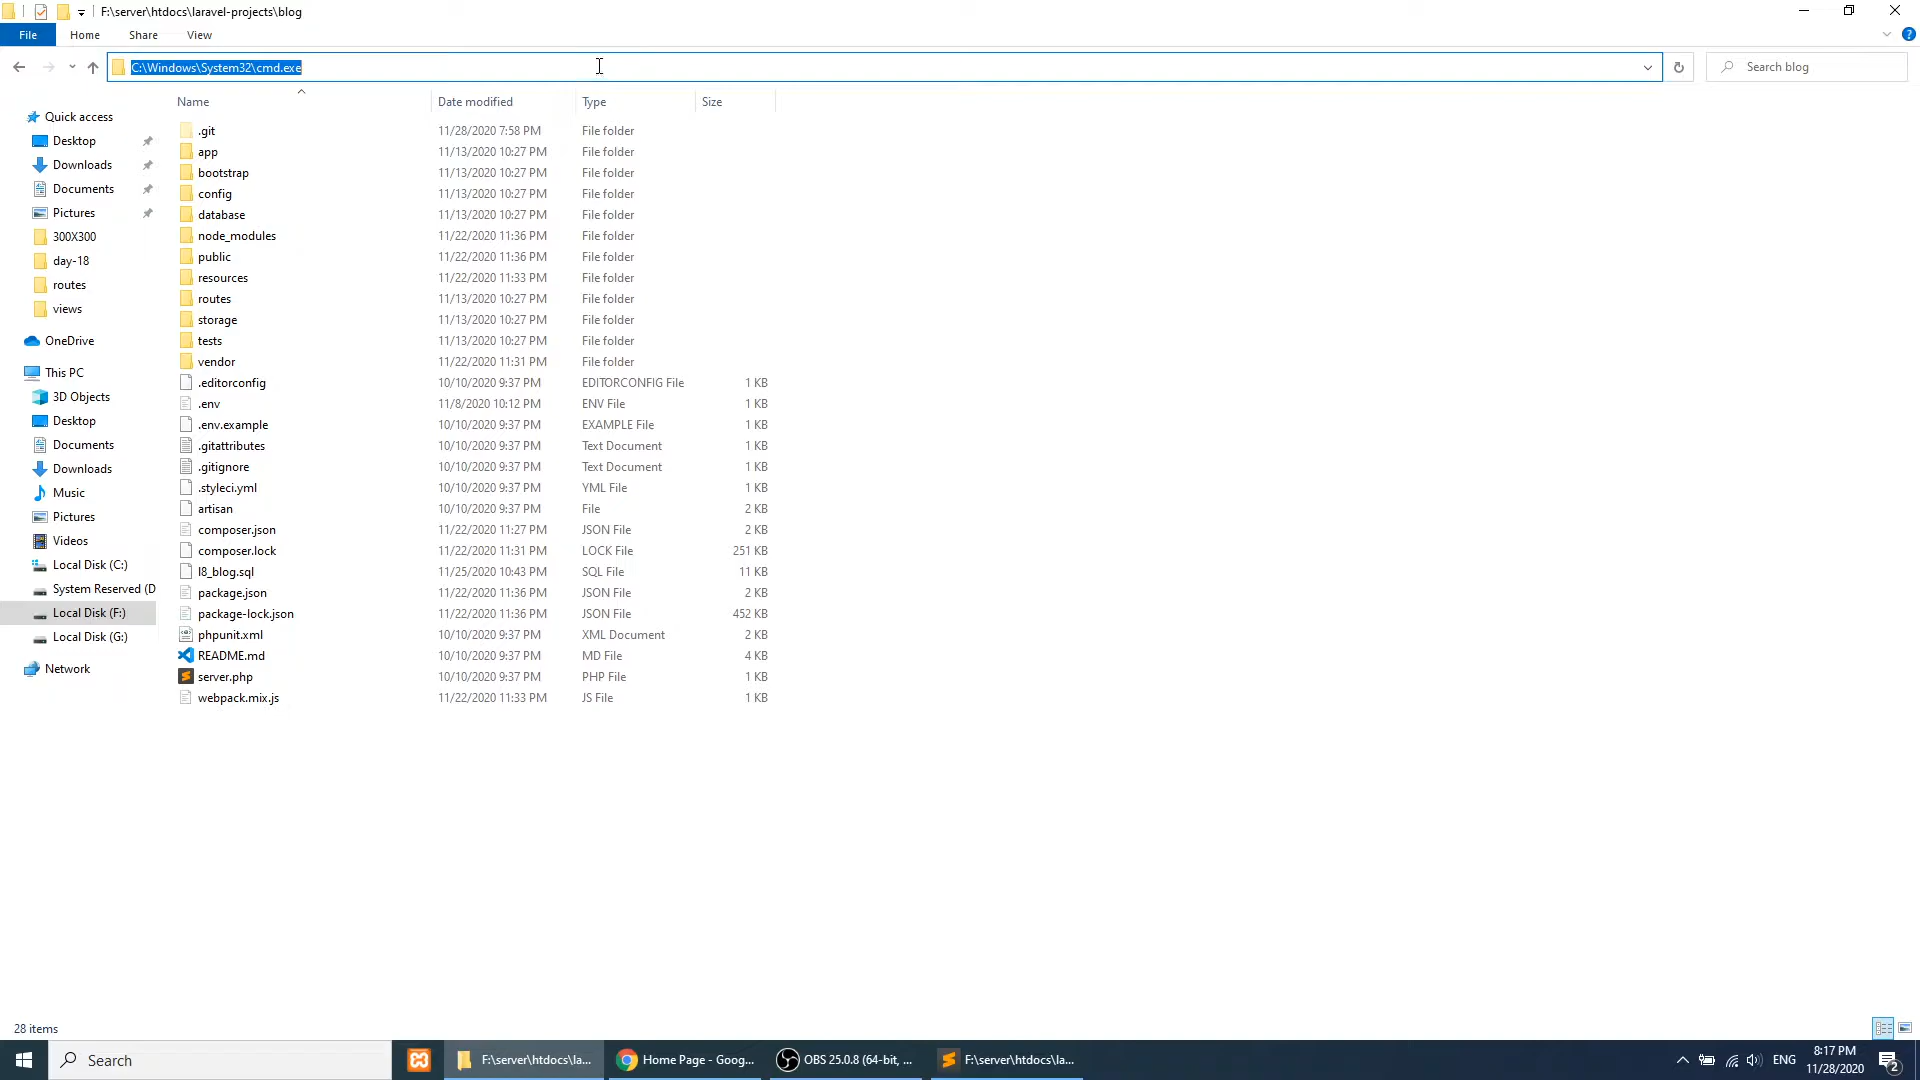 F:\server\htdocs\laravel-projects\blog
File Home Share View
C:\Windows\System32\cmd.exe
Search blog
Name Date modified Type Size
Quick access
Desktop
Downloads
Documents
Pictures
300X300
day-18
routes
views
OneDrive
This PC
3D Objects
Desktop
Documents
Downloads
Music
Pictures
Videos
Local Disk (C:)
System Reserved (D
Local Disk (F:)
Local Disk (G:)
Network
.git 11/28/2020 7:58 PM File folder
app 11/13/2020 10:27 PM File folder
bootstrap 11/13/2020 10:27 PM File folder
config 11/13/2020 10:27 PM File folder
database 11/13/2020 10:27 PM File folder
node_modules 11/22/2020 11:36 PM File folder
public 11/22/2020 11:36 PM File folder
resources 11/22/2020 11:33 PM File folder
routes 11/13/2020 10:27 PM File folder
storage 11/13/2020 10:27 PM File folder
tests 11/13/2020 10:27 PM File folder
vendor 11/22/2020 11:31 PM File folder
.editorconfig 10/10/2020 9:37 PM EDITORCONFIG File 1 KB
.env 11/8/2020 10:12 PM ENV File 1 KB
.env.example 10/10/2020 9:37 PM EXAMPLE File 1 KB
.gitattributes 10/10/2020 9:37 PM Text Document 1 KB
.gitignore 10/10/2020 9:37 PM Text Document 1 KB
.styleci.yml 10/10/2020 9:37 PM YML File 1 KB
artisan 10/10/2020 9:37 PM File 2 KB
composer.json 11/22/2020 11:27 PM JSON File 2 KB
composer.lock 11/22/2020 11:31 PM LOCK File 251 KB
l8_blog.sql 11/25/2020 10:43 PM SQL File 11 KB
package.json 11/22/2020 11:36 PM JSON File 2 KB
package-lock.json 11/22/2020 11:36 PM JSON File 452 KB
phpunit.xml 10/10/2020 9:37 PM XML Document 2 KB
README.md 10/10/2020 9:37 PM MD File 4 KB
server.php 10/10/2020 9:37 PM PHP File 1 KB
webpack.mix.js 11/22/2020 11:33 PM JS File 1 KB
28 items
Search
F:\server\htdocs\la...
Home Page - Goog...
OBS 25.0.8 (64-bit, ...
F:\server\htdocs\la...
ENG
8:17 PM
11/28/2020
2